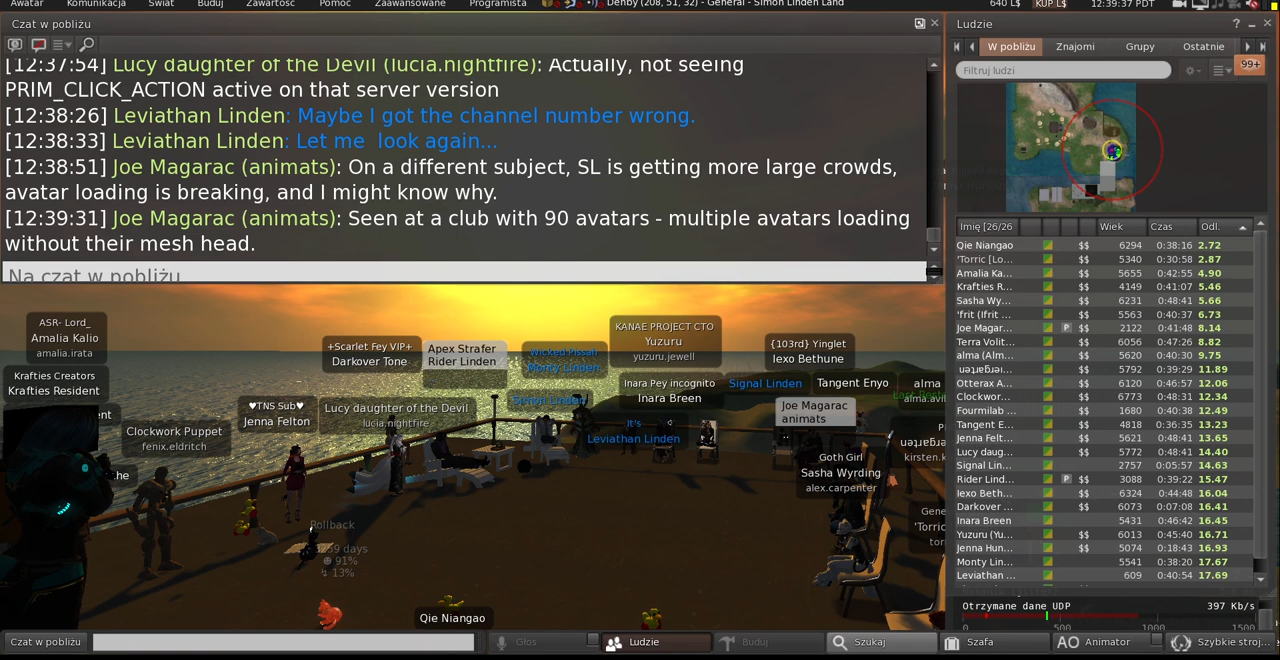 Awatar Komunikacja Świat Buduj Zawartość Pomoc Zaawansowane Programista Denby (208, 51, 32) - General - Simon Linden Land 640 L$ KUP L$ 12:39:37 PDT
Czat w pobliżu
[12:37:54] Lucy daughter of the Devil (lucia.nightfire): Actually, not seeing
PRIM_CLICK_ACTION active on that server version
[12:38:26] Leviathan Linden: Maybe I got the channel number wrong.
[12:38:33] Leviathan Linden: Let me look again...
[12:38:51] Joe Magarac (animats): On a different subject, SL is getting more large crowds,
avatar loading is breaking, and I might know why.
[12:39:31] Joe Magarac (animats): Seen at a club with 90 avatars - multiple avatars loading
without their mesh head.
Na czat w pobliżu
ASR- Lord_
Amalia Kalio
amalia.irata
Krafties Creators
Krafties Resident
ent
Clockwork Puppet
fenix.eldritch
he
♥TNS Sub♥
Jenna Felton
+Scarlet Fey VIP+
Darkover Tone
Lucy daughter of the Devil
lucia.nightfire
Apex Strafer
Rider Linden
Wicked Pissah
Monty Linden
Simon Linden
KANAE PROJECT CTO
Yuzuru
yuzuru.jewell
Inara Pey incognito
Inara Breen
It's
Leviathan Linden
Signal Linden
{103rd} Yinglet
Iexo Bethune
Tangent Enyo
alma
Joe Magarac
animats
..
Goth Girl
Sasha Wyrding
alex.carpenter
kirsten.k
Gene
'Torric
tor
Rollback
3259 days
91%
13%
Qie Niangao
Ludzie
? _ ×
W pobliżu Znajomi Grupy Ostatnie
Filtruj ludzi
99+
Imię [26/26 Wiek Czas Odl.
Qie Niangao $$ 6294 0:38:16 2.72
'Torric [Lo... $$ 5340 0:30:58 2.87
Amalia Ka... $$ 5655 0:42:55 4.90
Krafties R... $$ 4149 0:41:07 5.46
Sasha Wy... $$ 6231 0:48:41 5.66
'frit (Ifrit ... $$ 5563 0:40:37 6.73
Joe Magar... P $$ 2122 0:41:48 8.14
Terra Volit... $$ 6056 0:47:26 8.82
alma (Alm... $$ 5620 0:40:30 9.75
$$ 5792 0:39:29 11.89
Otterax A... $$ 6120 0:46:57 12.06
Clockwor... $$ 6773 0:48:31 12.34
Fourmilab ... $$ 1680 0:40:38 12.49
Tangent E... $$ 4818 0:36:35 13.23
Jenna Felt... $$ 5621 0:48:41 13.65
Lucy daug... $$ 5772 0:48:41 14.40
Signal Lin... 2757 0:05:57 14.63
Rider Lind... P $$ 3088 0:39:22 15.47
Iexo Beth... $$ 6324 0:44:48 16.04
Darkover ... $$ 6073 0:07:08 16.41
Inara Breen 5431 0:46:42 16.45
Yuzuru (Yu... $$ 6013 0:45:40 16.71
Jenna Hun... $$ 5074 0:18:43 16.93
Monty Lin... 5541 0:38:20 17.67
Leviathan ... 609 0:40:54 17.69
Otrzymane dane UDP 397 Kb/s
0 500 1000 1500
Czat w pobliżu Głos Ludzie Buduj Szukaj Szafa AO Animator Szybkie stroj...